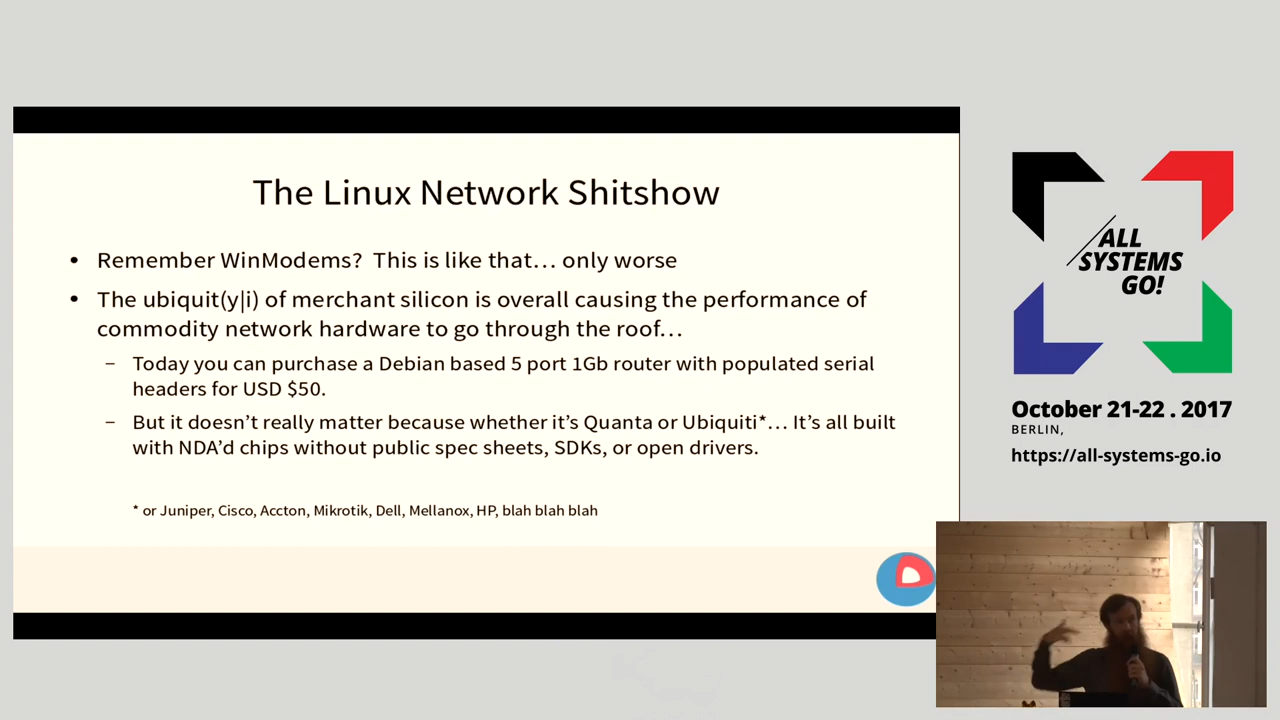 The Linux Network Shitshow
• Remember WinModems? This is like that… only worse
• The ubiquit(y|i) of merchant silicon is overall causing the performance of
commodity network hardware to go through the roof…
– Today you can purchase a Debian based 5 port 1Gb router with populated serial
headers for USD $50.
– But it doesn’t really matter because whether it’s Quanta or Ubiquiti*… It’s all built
with NDA’d chips without public spec sheets, SDKs, or open drivers.
* or Juniper, Cisco, Accton, Mikrotik, Dell, Mellanox, HP, blah blah blah
ALL
SYSTEMS
GO!
October 21-22 . 2017
BERLIN,
https://all-systems-go.io